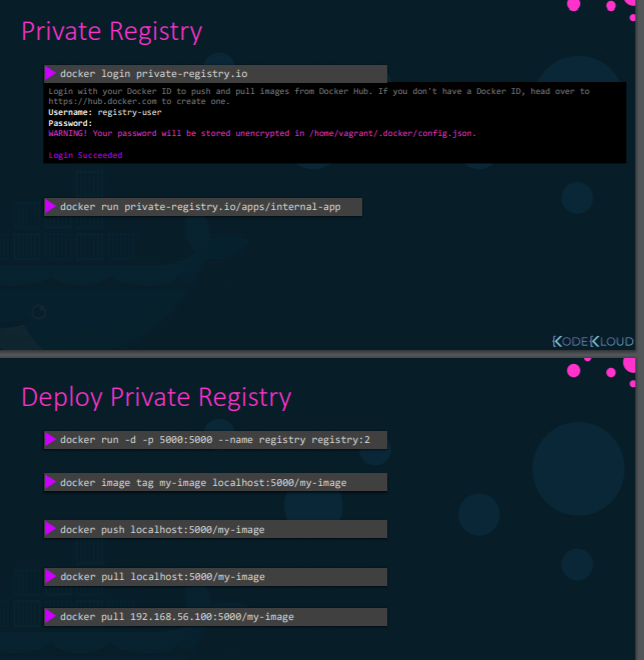 Private Registry
docker login private-registry.io
Login with your Docker ID to push and pull images from Docker Hub. If you don't have a Docker ID, head over to
https://hub.docker.com to create one.
Username: registry-user
Password:
WARNING! Your password will be stored unencrypted in /home/vagrant/.docker/config.json.
Login Succeeded
docker run private-registry.io/apps/internal-app
KODEKLOUD
Deploy Private Registry
docker run -d -p 5000:5000 --name registry registry:2
docker image tag my-image localhost:5000/my-image
docker push localhost:5000/my-image
docker pull localhost:5000/my-image
docker pull 192.168.56.100:5000/my-image